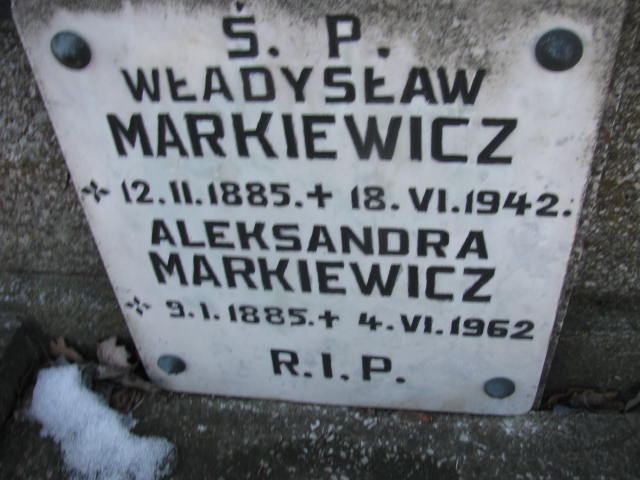 Ś. P.
WŁADYSŁAW
MARKIEWICZ
12.II.1885.+ 18.VI.1942.
ALEKSANDRA
MARKIEWICZ
9.I.1885.+ 4.VI.1962
R.I.P.